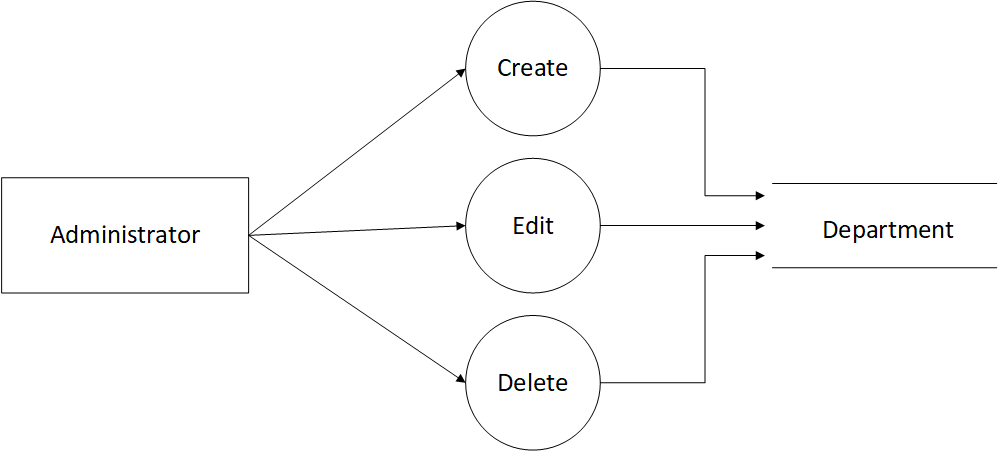 Create
Administrator
Edit
Department
Delete